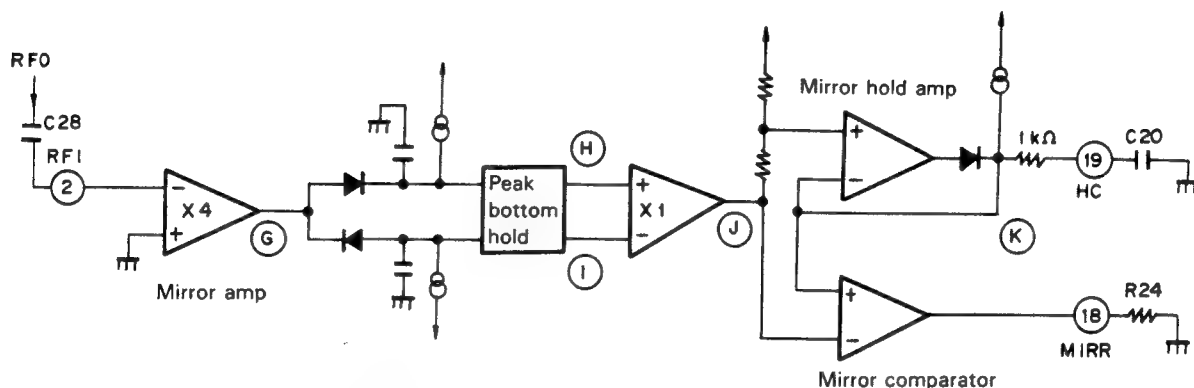 RFO
C28
RFI
2
−
X4
+
G
Mirror amp
Peak
bottom
hold
H
I
+
X1
−
J
Mirror hold amp
+
−
1kΩ
19
HC
C20
K
+
−
18
MIRR
R24
Mirror comparator